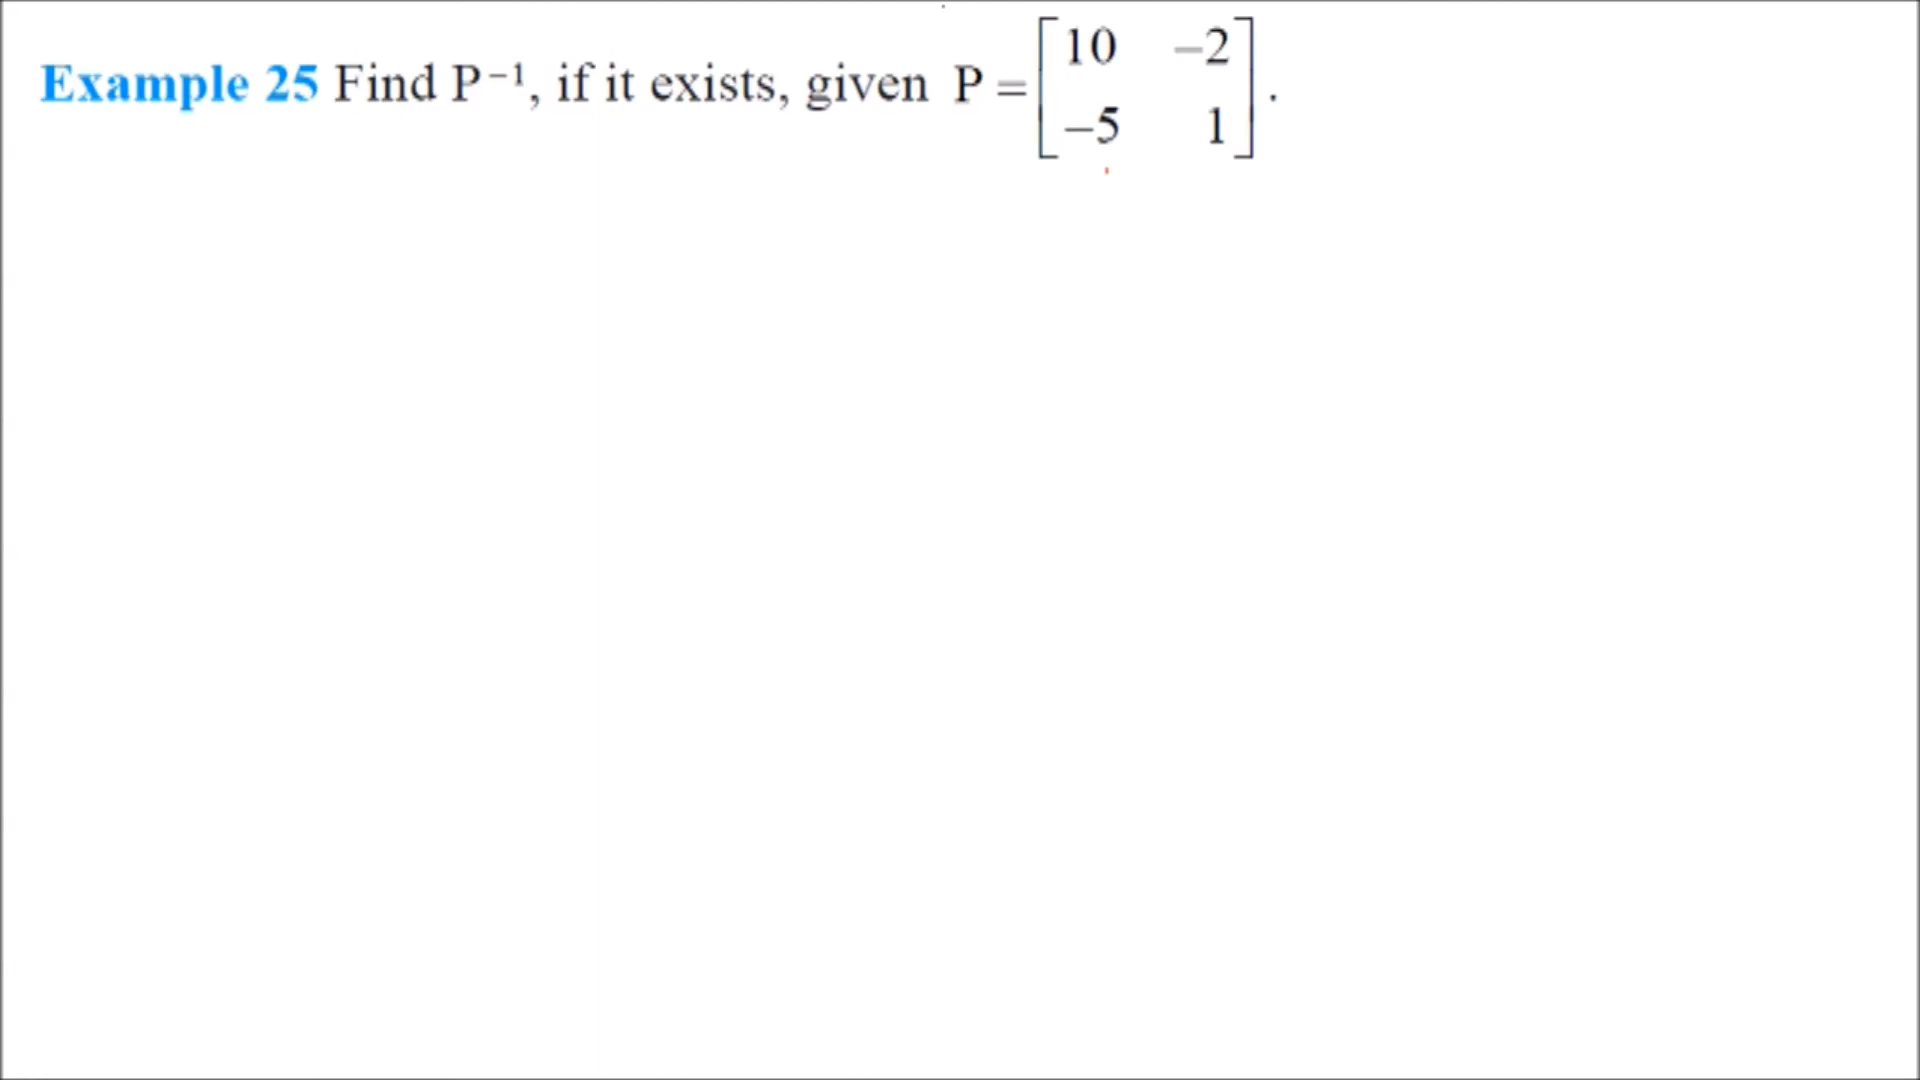 Example 25 Find P⁻¹, if it exists, given P = [10 −2
−5 1].